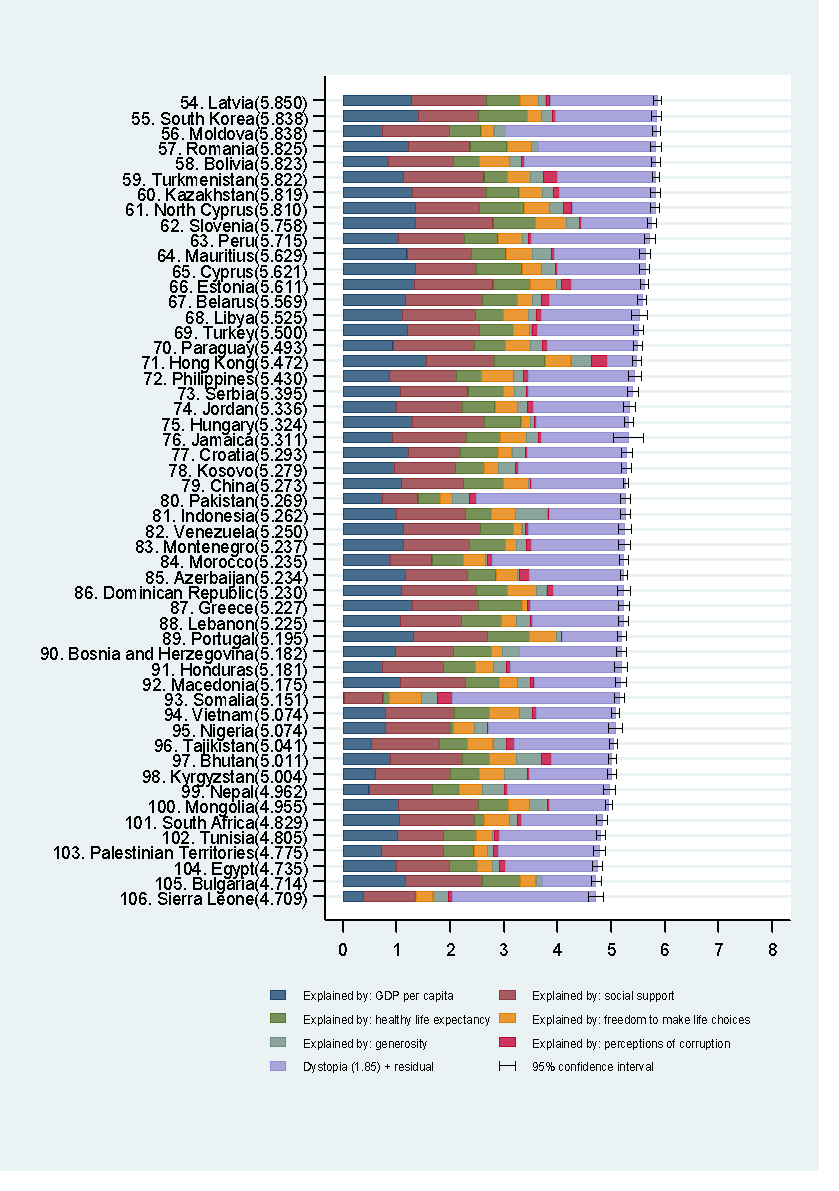 54. Latvia(5.850)
55. South Korea(5.838)
56. Moldova(5.838)
57. Romania(5.825)
58. Bolivia(5.823)
59. Turkmenistan(5.822)
60. Kazakhstan(5.819)
61. North Cyprus(5.810)
62. Slovenia(5.758)
63. Peru(5.715)
64. Mauritius(5.629)
65. Cyprus(5.621)
66. Estonia(5.611)
67. Belarus(5.569)
68. Libya(5.525)
69. Turkey(5.500)
70. Paraguay(5.493)
71. Hong Kong(5.472)
72. Philippines(5.430)
73. Serbia(5.395)
74. Jordan(5.336)
75. Hungary(5.324)
76. Jamaica(5.311)
77. Croatia(5.293)
78. Kosovo(5.279)
79. China(5.273)
80. Pakistan(5.269)
81. Indonesia(5.262)
82. Venezuela(5.250)
83. Montenegro(5.237)
84. Morocco(5.235)
85. Azerbaijan(5.234)
86. Dominican Republic(5.230)
87. Greece(5.227)
88. Lebanon(5.225)
89. Portugal(5.195)
90. Bosnia and Herzegovina(5.182)
91. Honduras(5.181)
92. Macedonia(5.175)
93. Somalia(5.151)
94. Vietnam(5.074)
95. Nigeria(5.074)
96. Tajikistan(5.041)
97. Bhutan(5.011)
98. Kyrgyzstan(5.004)
99. Nepal(4.962)
100. Mongolia(4.955)
101. South Africa(4.829)
102. Tunisia(4.805)
103. Palestinian Territories(4.775)
104. Egypt(4.735)
105. Bulgaria(4.714)
106. Sierra Leone(4.709)
0 1 2 3 4 5 6 7 8
Explained by: GDP per capita Explained by: social support
Explained by: healthy life expectancy Explained by: freedom to make life choices
Explained by: generosity Explained by: perceptions of corruption
Dystopia (1.85) + residual 95% confidence interval